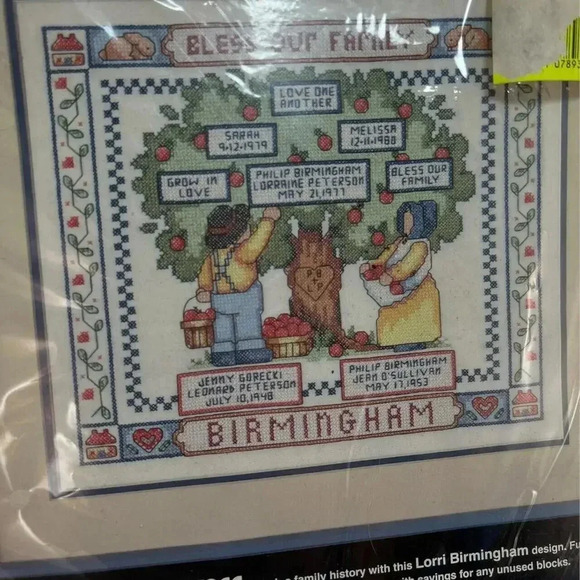 BLESS OUR FAMILY
0789
LOVE ONE
ANOTHER
SARAH
9·12·1979
MELISSA
12·11·1980
GROW IN
LOVE
PHILIP BIRMINGHAM
LORRAINE PETERSON
MAY 21,1977
BLESS OUR
FAMILY
P B
+
L P
JENNY GORECKI
LEONARD PETERSON
JULY 10,1948
PHILIP BIRMINGHAM
JEAN O'SULLIVAN
MAY 17,1953
BIRMINGHAM
family history with this Lorri Birmingham design. Fu
savings for any unused blocks.